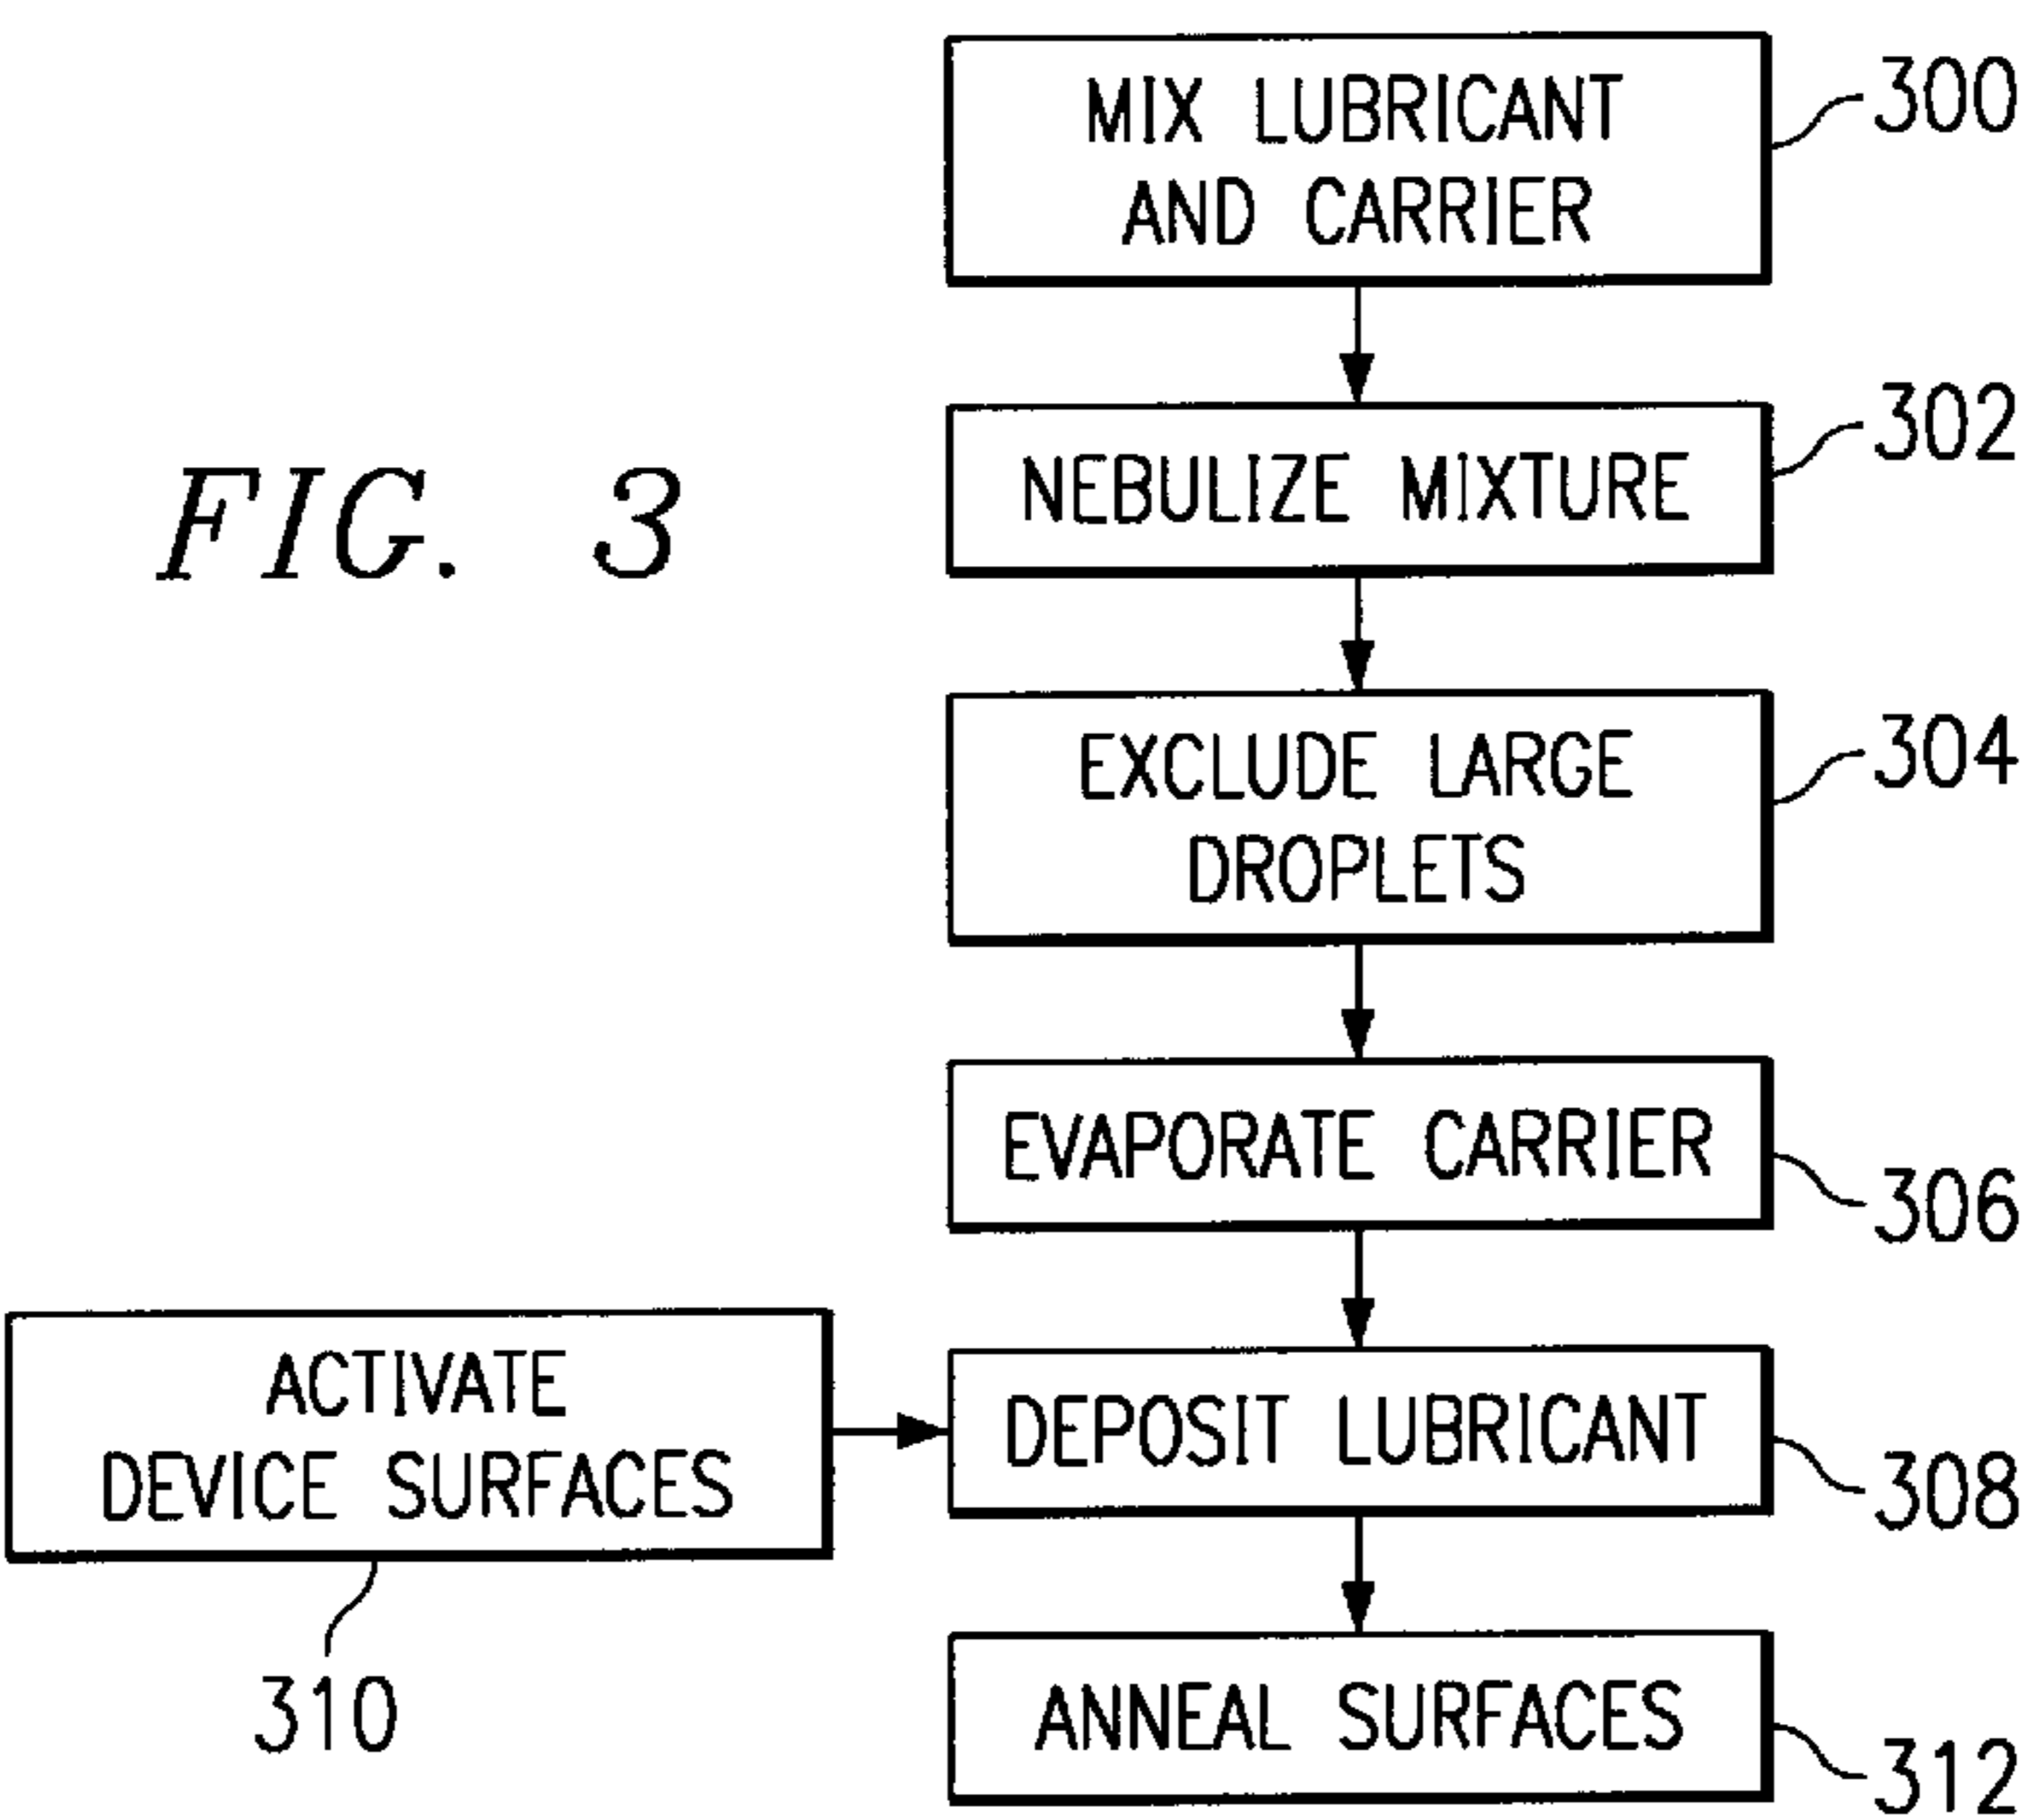 MIX LUBRICANT
AND CARRIER
300
NEBULIZE MIXTURE
302
FIG. 3
EXCLUDE LARGE
DROPLETS
304
EVAPORATE CARRIER
306
ACTIVATE
DEVICE SURFACES
310
DEPOSIT LUBRICANT
308
ANNEAL SURFACES
312